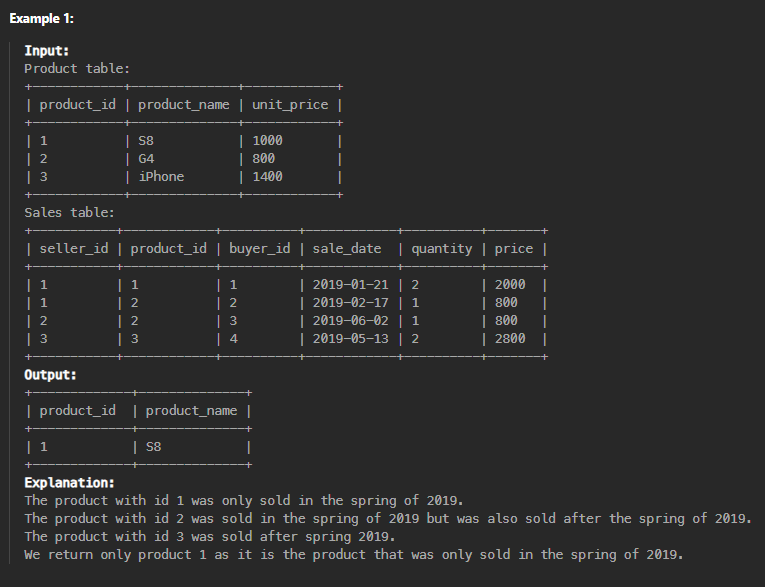 Example 1:
Input:
Product table:
+------------+--------------+------------+
| product_id | product_name | unit_price |
+------------+--------------+------------+
| 1          | S8           | 1000       |
| 2          | G4           | 800        |
| 3          | iPhone       | 1400       |
+------------+--------------+------------+
Sales table:
+-----------+------------+----------+------------+----------+-------+
| seller_id | product_id | buyer_id | sale_date  | quantity | price |
+-----------+------------+----------+------------+----------+-------+
| 1         | 1          | 1        | 2019-01-21 | 2        | 2000  |
| 1         | 2          | 2        | 2019-02-17 | 1        | 800   |
| 2         | 2          | 3        | 2019-06-02 | 1        | 800   |
| 3         | 3          | 4        | 2019-05-13 | 2        | 2800  |
+-----------+------------+----------+------------+----------+-------+
Output:
+-------------+--------------+
| product_id  | product_name |
+-------------+--------------+
| 1           | S8           |
+-------------+--------------+
Explanation:
The product with id 1 was only sold in the spring of 2019.
The product with id 2 was sold in the spring of 2019 but was also sold after the spring of 2019.
The product with id 3 was sold after spring 2019.
We return only product 1 as it is the product that was only sold in the spring of 2019.